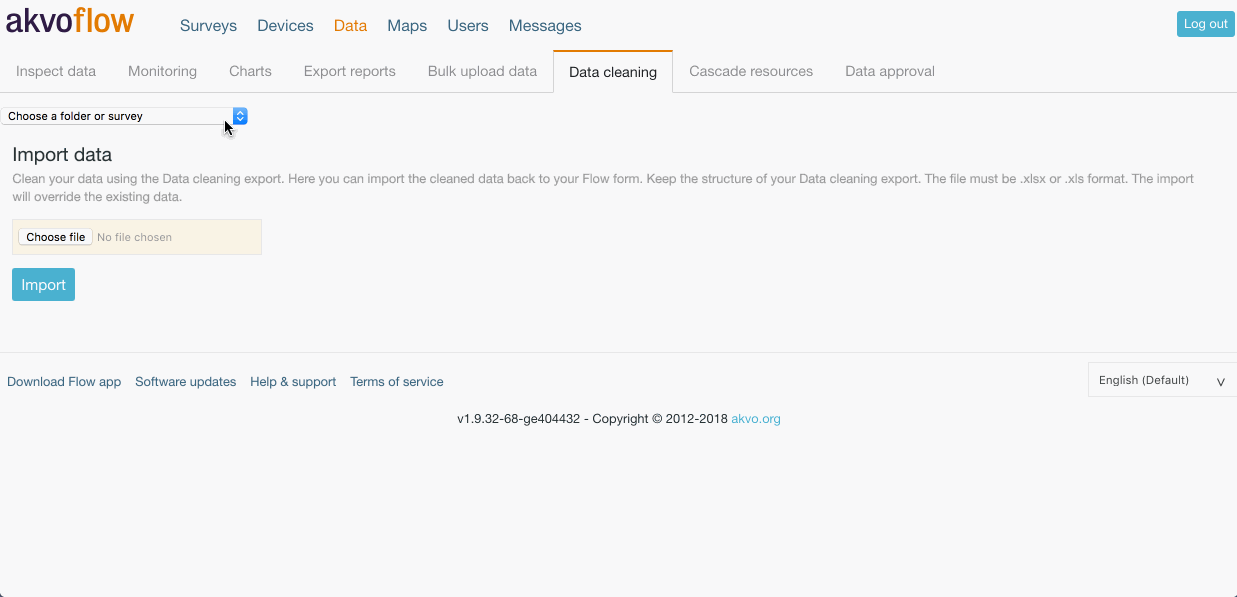 akvoflow Surveys Devices Data Maps Users Messages Log out
Inspect data Monitoring Charts Export reports Bulk upload data Data cleaning Cascade resources Data approval
Choose a folder or survey
Import data
Clean your data using the Data cleaning export. Here you can import the cleaned data back to your Flow form. Keep the structure of your Data cleaning export. The file must be .xlsx or .xls format. The import
will override the existing data.
Choose file No file chosen
Import
Download Flow app Software updates Help & support Terms of service English (Default) v
v1.9.32-68-ge404432 - Copyright © 2012-2018 akvo.org